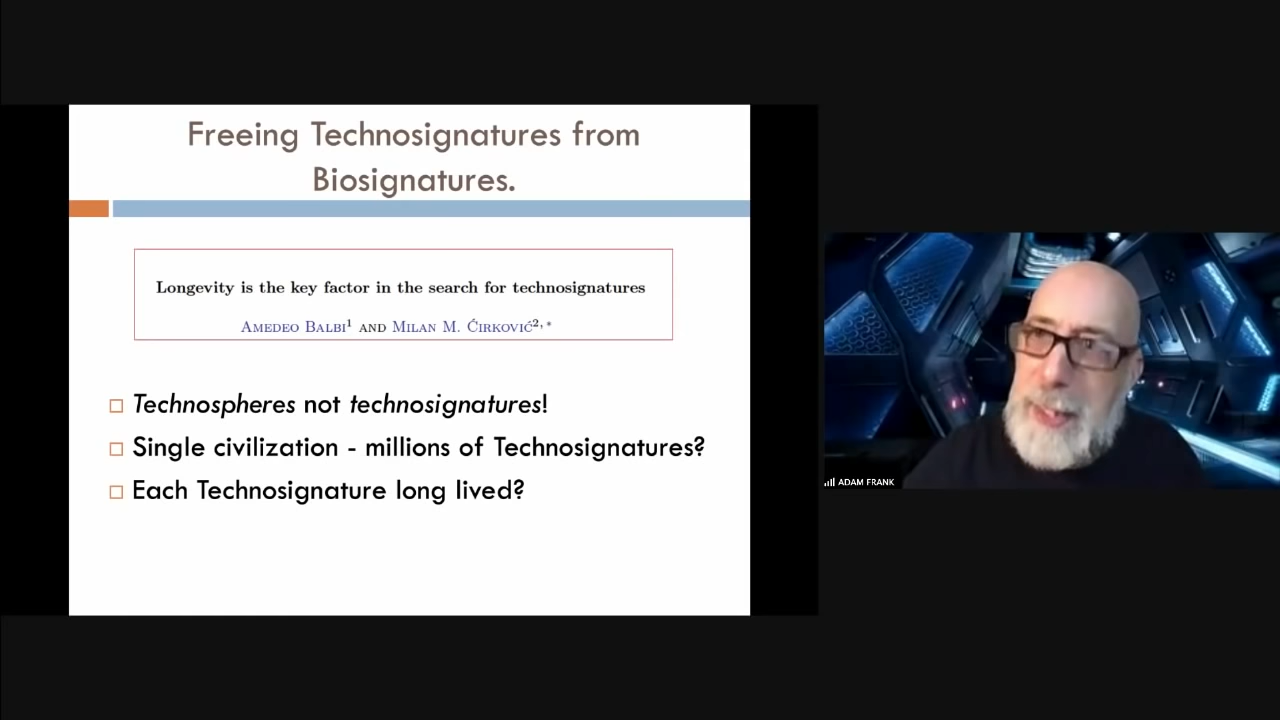 Freeing Technosignatures from
Biosignatures.
Longevity is the key factor in the search for technosignatures
Amedeo Balbi¹ and Milan M. Ćirković²,*
Technospheres not technosignatures!
Single civilization - millions of Technosignatures?
Each Technosignature long lived?
ADAM FRANK